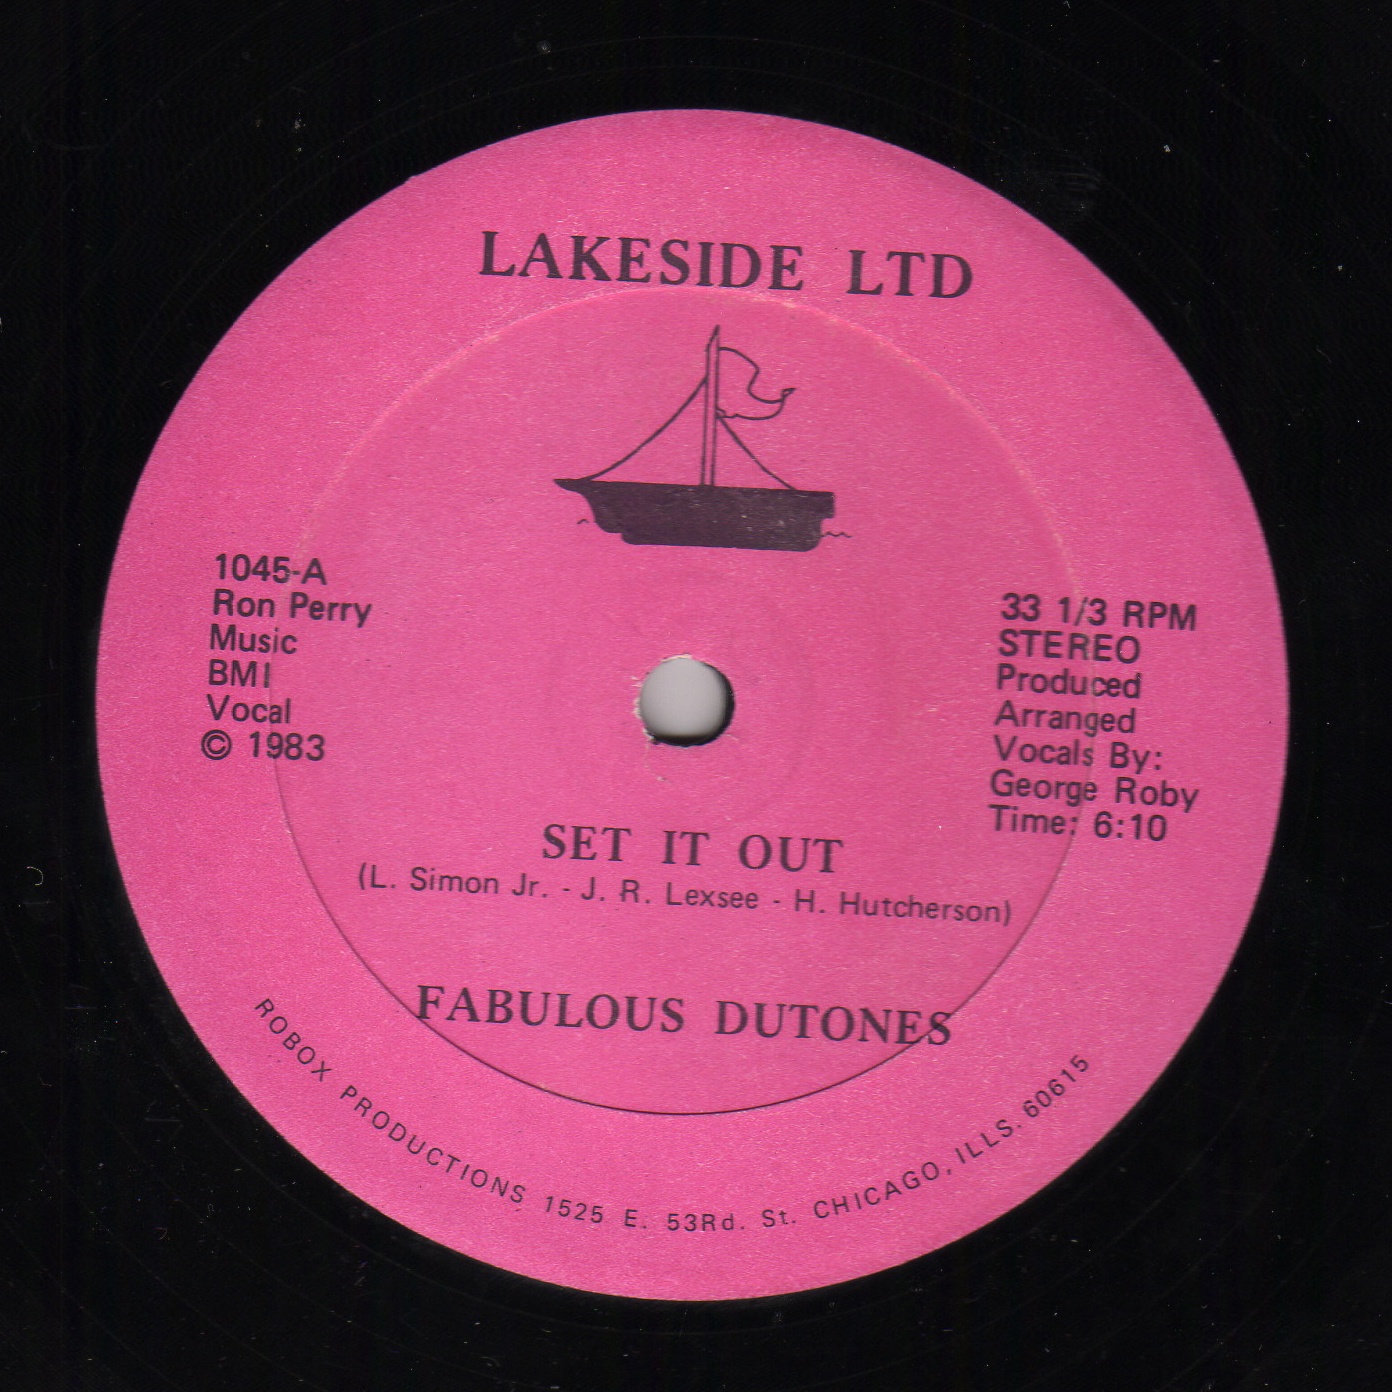 LAKESIDE LTD
1045-A
Ron Perry
Music
BMI
Vocal
© 1983
33 1/3 RPM
STEREO
Produced
Arranged
Vocals By:
George Roby
Time: 6:10
SET IT OUT
(L. Simon Jr. - J. R. Lexsee - H. Hutcherson)
FABULOUS DUTONES
ROBOX PRODUCTIONS 1525 E. 53Rd. St. CHICAGO, ILLS. 60615